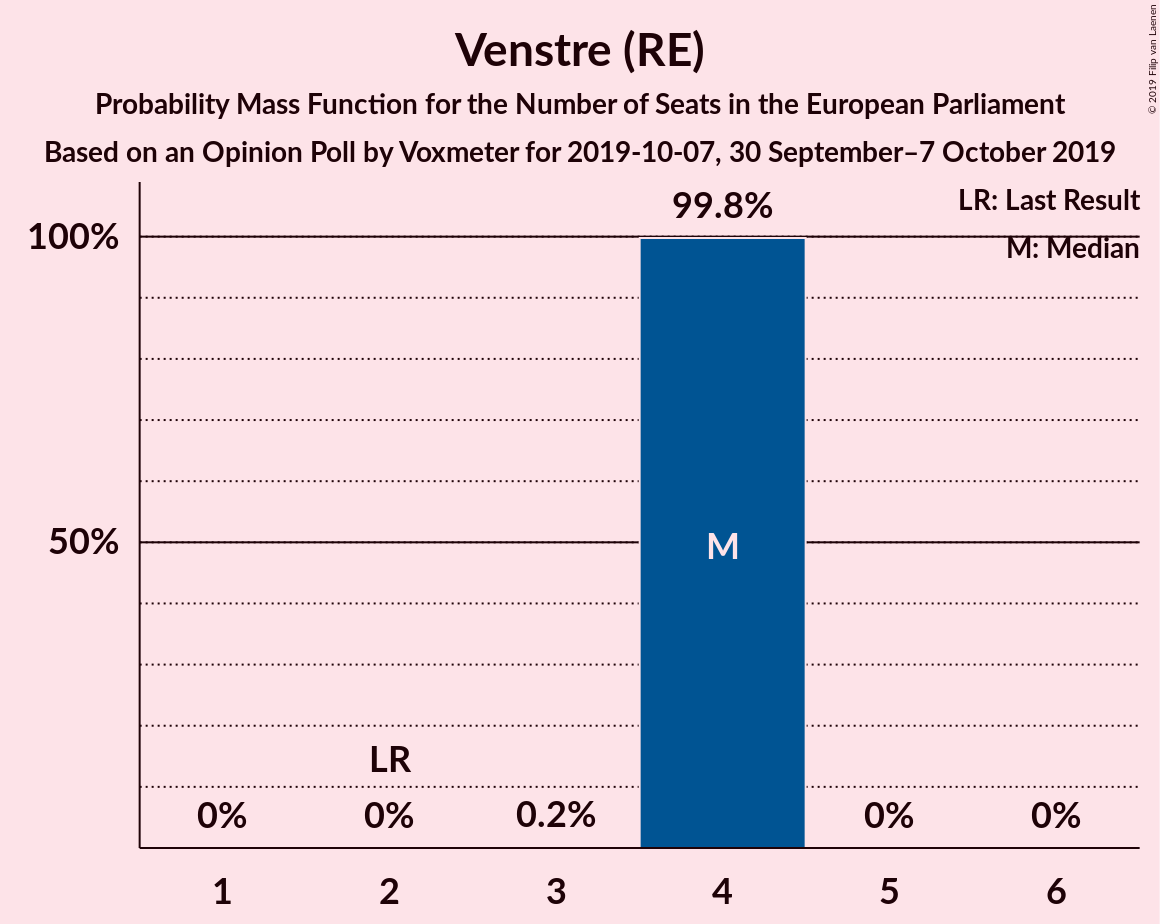 Venstre (RE)
Probability Mass Function for the Number of Seats in the European Parliament
Based on an Opinion Poll by Voxmeter for 2019-10-07, 30 September–7 October 2019
© 2019 Filip van Laenen
LR: Last Result
M: Median
99.8%
100%
50%
M
LR
0%
0%
0.2%
0%
0%
1
2
3
4
5
6